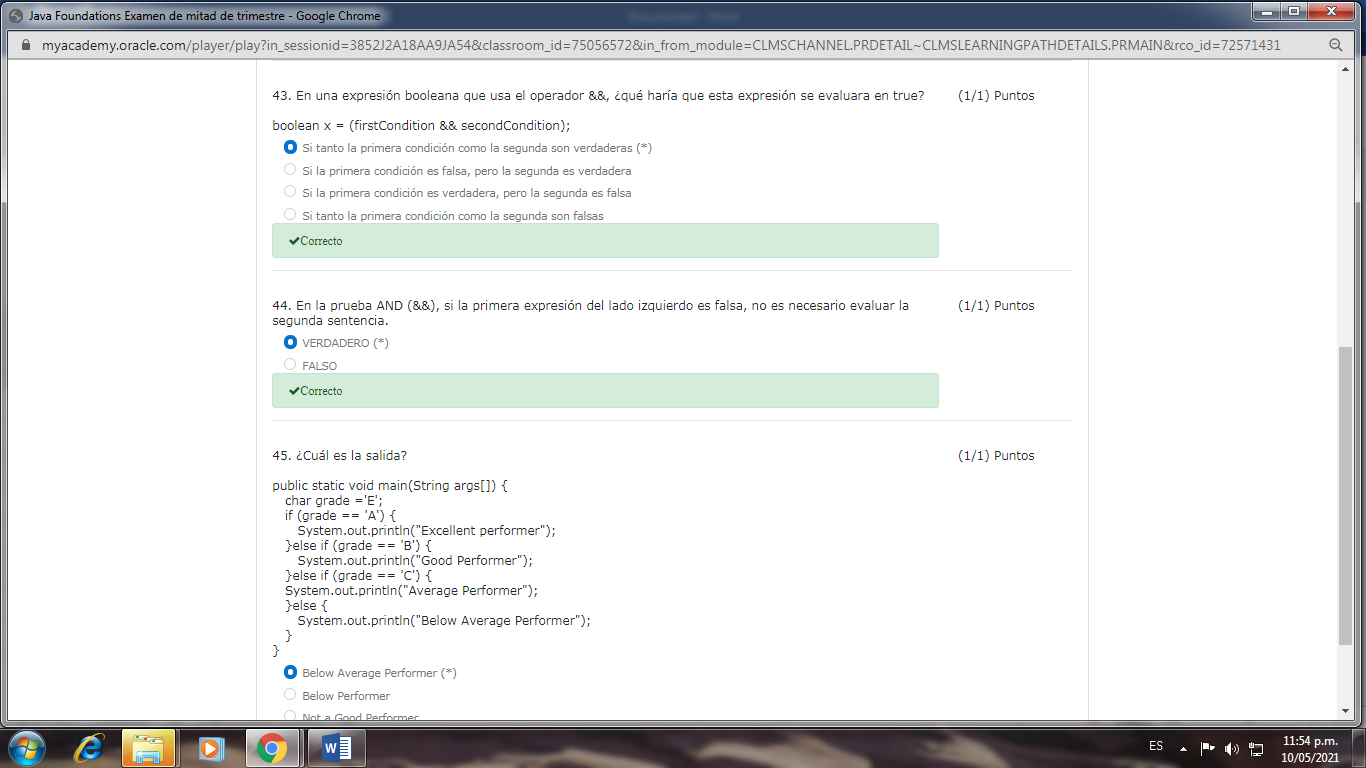 Java Foundations Examen de mitad de trimestre - Google Chrome
myacademy.oracle.com/player/play?in_sessionid=3852J2A18AA9JA54&classroom_id=75056572&in_from_module=CLMSCHANNEL.PRDETAIL~CLMSLEARNINGPATHDETAILS.PRMAIN&rco_id=72571431
43. En una expresión booleana que usa el operador &&, ¿qué haría que esta expresión se evaluara en true? (1/1) Puntos
boolean x = (firstCondition && secondCondition);
Si tanto la primera condición como la segunda son verdaderas (*)
Si la primera condición es falsa, pero la segunda es verdadera
Si la primera condición es verdadera, pero la segunda es falsa
Si tanto la primera condición como la segunda son falsas
Correcto
44. En la prueba AND (&&), si la primera expresión del lado izquierdo es falsa, no es necesario evaluar la (1/1) Puntos
segunda sentencia.
VERDADERO (*)
FALSO
Correcto
45. ¿Cuál es la salida? (1/1) Puntos
public static void main(String args[]) {
char grade ='E';
if (grade == 'A') {
System.out.println("Excellent performer");
}else if (grade == 'B') {
System.out.println("Good Performer");
}else if (grade == 'C') {
System.out.println("Average Performer");
}else {
System.out.println("Below Average Performer");
}
}
Below Average Performer (*)
Below Performer
Not a Good Performer
ES
11:54 p.m.
10/05/2021